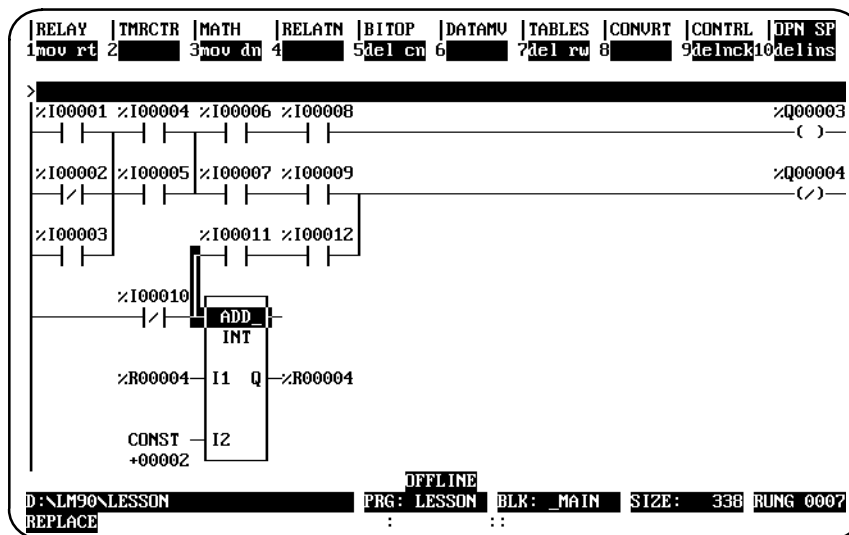 RELAY |TMRCTR |MATH |RELATN |BITOP |DATAMV |TABLES |CONVRT |CONTRL |OPN SP
1mov rt 2 3mov dn 4 5del cn 6 7del rw 8 9delnck10delins
>
%I00001 %I00004 %I00006 %I00008 %Q00003
%I00002 %I00005 %I00007 %I00009 %Q00004
%I00003 %I00011 %I00012
%I00010
ADD_
INT
%R00004 I1 Q %R00004
CONST I2
+00002
OFFLINE
D:\LM90\LESSON PRG: LESSON BLK: _MAIN SIZE: 338 RUNG 0007
REPLACE : ::